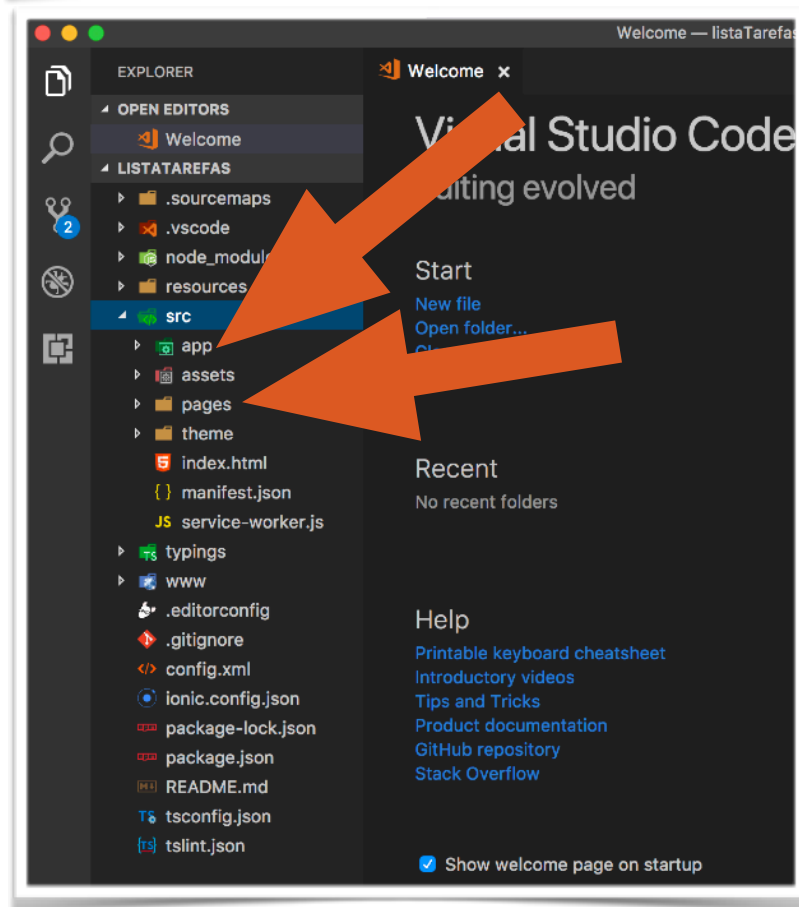 Welcome — listaTarefas
EXPLORER
Welcome
OPEN EDITORS
Welcome
LISTATAREFAS
.sourcemaps
.vscode
resources
src
app
assets
pages
theme
index.html
{ } manifest.json
JS service-worker.js
typings
www
.editorconfig
.gitignore
config.xml
ionic.config.json
package-lock.json
package.json
README.md
TS tsconfig.json
tslint.json
2
Studio Code
evolved
Start
New file
Open folder...
Recent
No recent folders
Help
Printable keyboard cheatsheet
Introductory videos
Tips and Tricks
Product documentation
GitHub repository
Stack Overflow
Show welcome page on startup